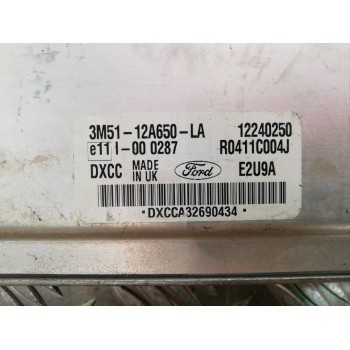 3M51-12A650-LA 12240250
e11 I-00 0287 R0411C004J
DXCC MADE IN UK Ford E2U9A
·DXCCA32690434·